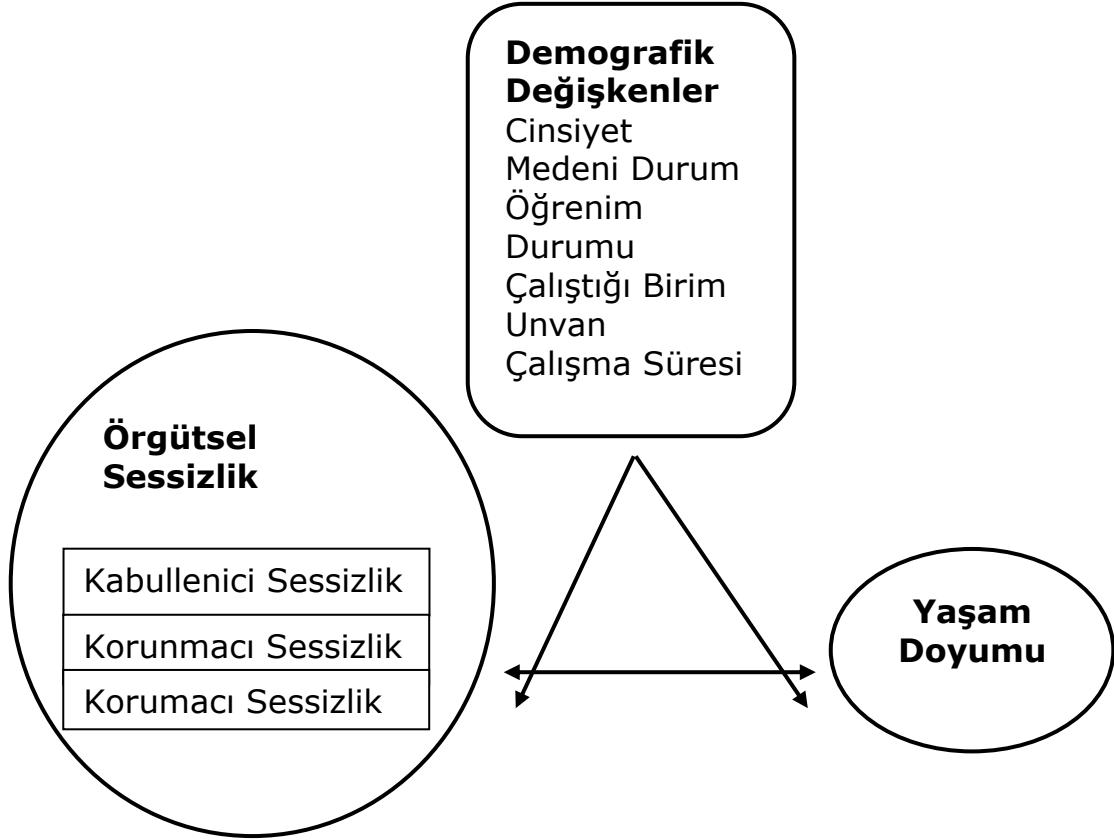 Demografik
Değişkenler
Cinsiyet
Medeni Durum
Öğrenim
Durumu
Çalıştığı Birim
Unvan
Çalışma Süresi
Örgütsel
Sessizlik
Kabullenici Sessizlik
Korunmacı Sessizlik
Korumacı Sessizlik
Yaşam
Doyumu